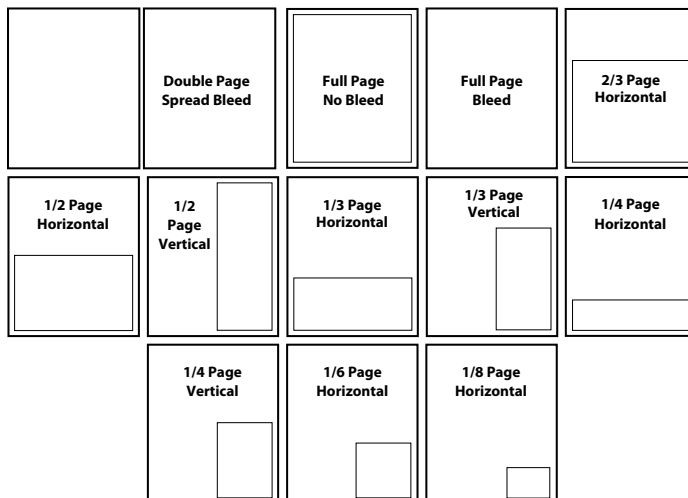 Double Page
Spread Bleed
Full Page
No Bleed
Full Page
Bleed
2/3 Page
Horizontal
1/2 Page
Horizontal
1/2
Page
Vertical
1/3 Page
Horizontal
1/3 Page
Vertical
1/4 Page
Horizontal
1/4 Page
Vertical
1/6 Page
Horizontal
1/8 Page
Horizontal